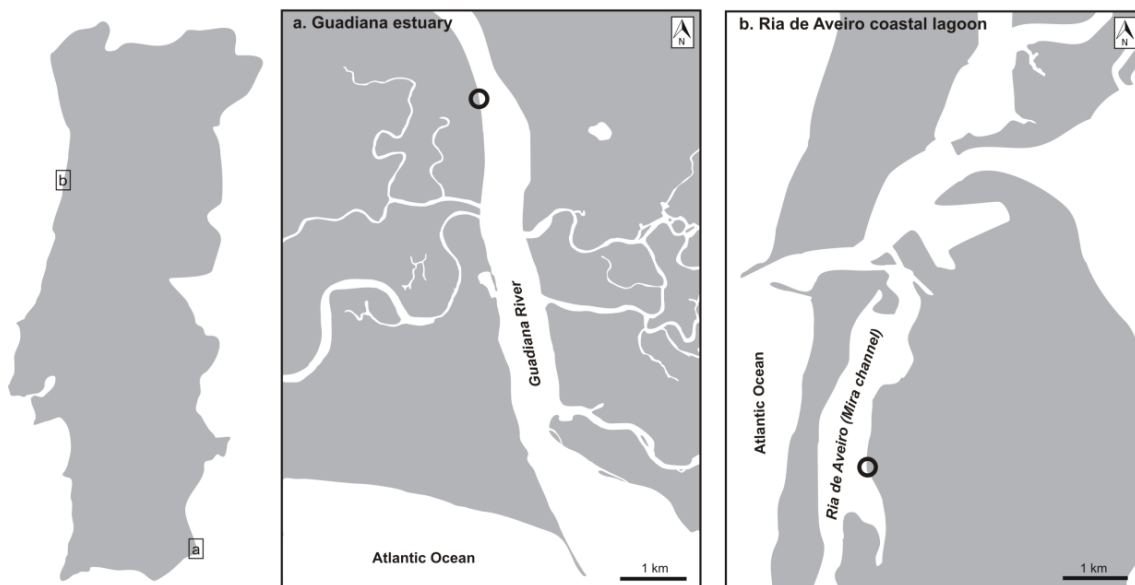 b
a
a. Guadiana estuary
N
Guadiana River
Atlantic Ocean
1 km
b. Ria de Aveiro coastal lagoon
N
Atlantic Ocean
Ria de Aveiro (Mira channel)
1 km